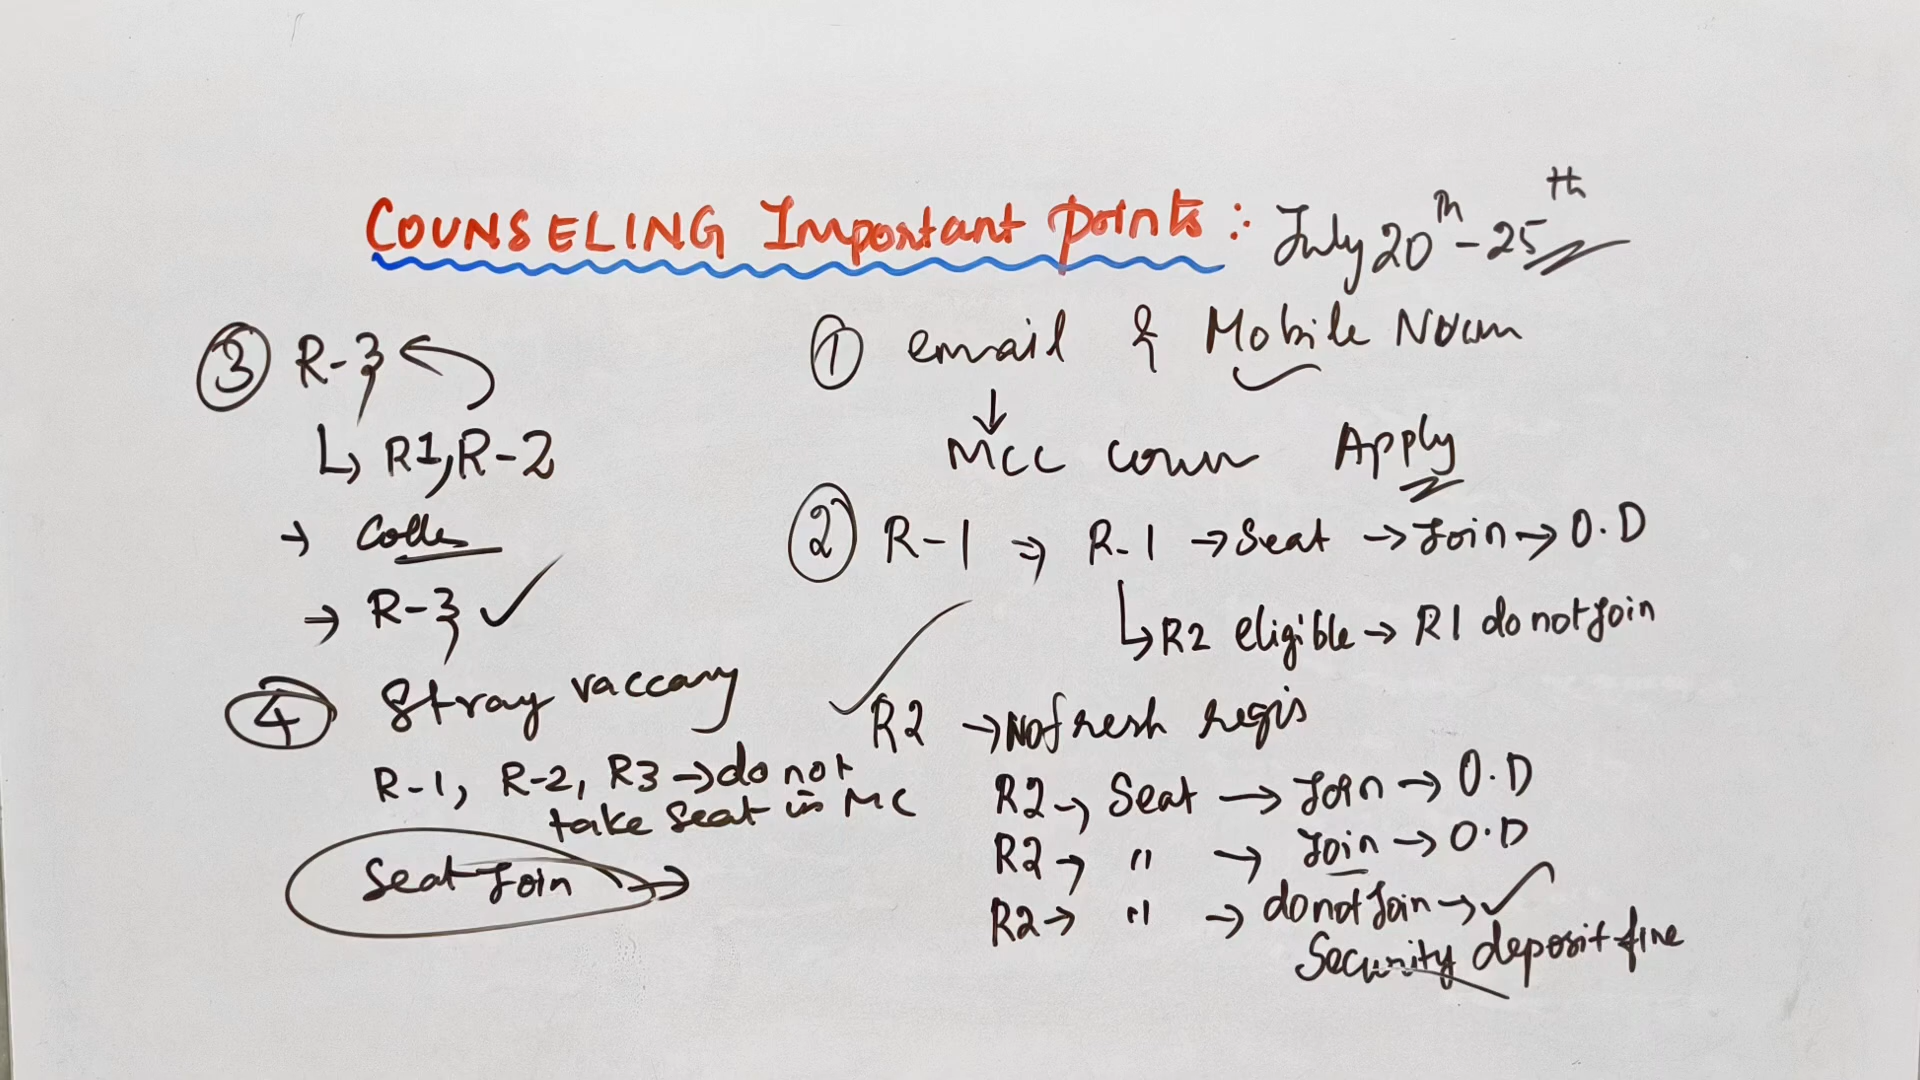 COUNSELING Important points : July 20th - 25th
① email & Mobile
↓
MCC coun Apply
② R-1 ⇒ R-1 → Seat → Join → O.D
↳ R2 eligible → R1 do not Join
R2 → No fresh regis
R2 → Seat → Join → O.D
R2 → " → Join → O.D
R2 → " → do not Join → ✓
Security deposit fine
③ R-3
↳ R1, R-2
→ Colle
→ R-3 ✓
④ Stray vaccany
R-1, R-2, R3 → do not
take seat in MC
Seat Join →